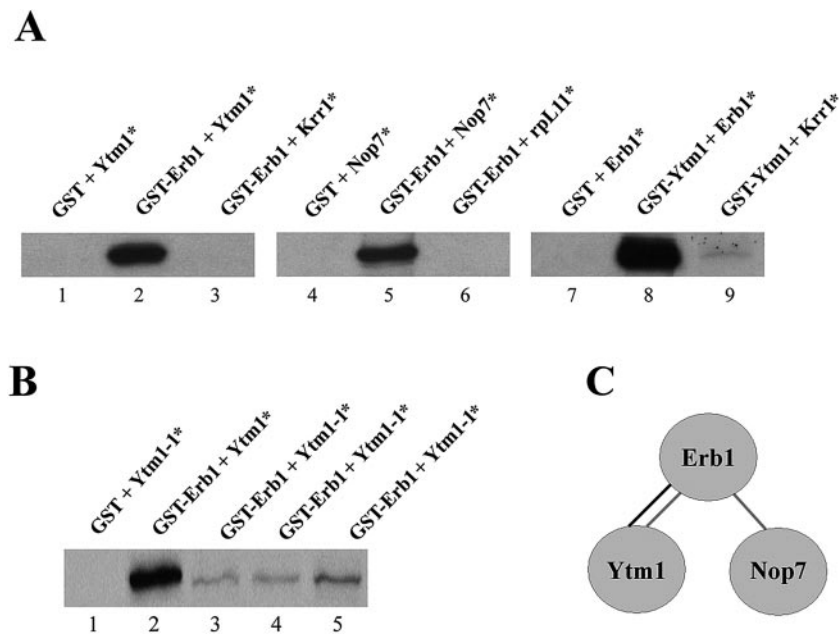 A
GST + Ytm1*
GST-Erb1 + Ytm1*
GST-Erb1 + Krr1*
GST + Nop7*
GST-Erb1 + Nop7*
GST-Erb1 + rpL11*
GST + Erb1*
GST-Ytm1 + Erb1*
GST-Ytm1 + Krr1*
1 2 3 4 5 6 7 8 9
B
GST + Ytm1-1*
GST-Erb1 + Ytm1*
GST-Erb1 + Ytm1-1*
GST-Erb1 + Ytm1-1*
GST-Erb1 + Ytm1-1*
1 2 3 4 5
C
Erb1
Ytm1
Nop7